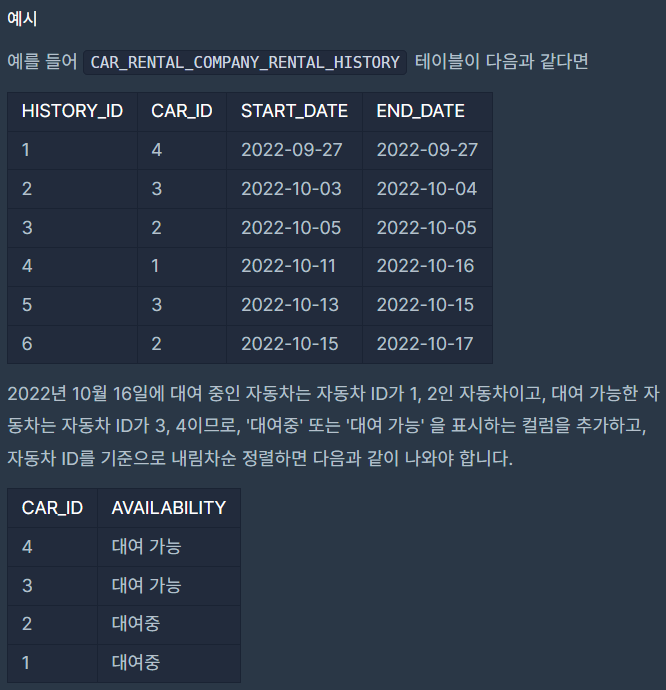 예시
예를 들어 CAR_RENTAL_COMPANY_RENTAL_HISTORY 테이블이 다음과 같다면
HISTORY_ID CAR_ID START_DATE END_DATE
1 4 2022-09-27 2022-09-27
2 3 2022-10-03 2022-10-04
3 2 2022-10-05 2022-10-05
4 1 2022-10-11 2022-10-16
5 3 2022-10-13 2022-10-15
6 2 2022-10-15 2022-10-17
2022년 10월 16일에 대여 중인 자동차는 자동차 ID가 1, 2인 자동차이고, 대여 가능한 자
동차는 자동차 ID가 3, 4이므로, '대여중' 또는 '대여 가능' 을 표시하는 컬럼을 추가하고,
자동차 ID를 기준으로 내림차순 정렬하면 다음과 같이 나와야 합니다.
CAR_ID AVAILABILITY
4 대여 가능
3 대여 가능
2 대여중
1 대여중